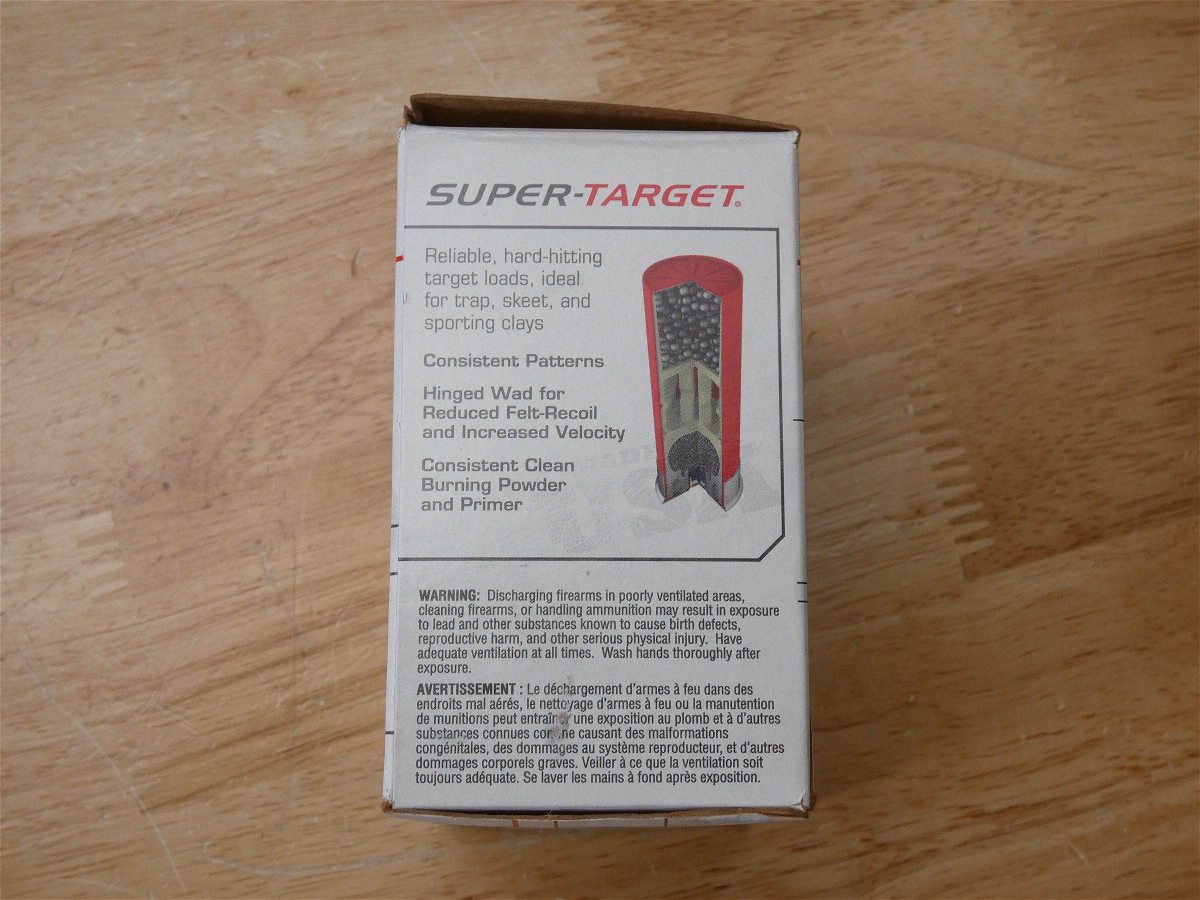 SUPER-TARGET®
Reliable, hard-hitting
target loads, ideal
for trap, skeet, and
sporting clays
Consistent Patterns
Hinged Wad for
Reduced Felt-Recoil
and Increased Velocity
Consistent Clean
Burning Powder
and Primer
WARNING: Discharging firearms in poorly ventilated areas,
cleaning firearms, or handling ammunition may result in exposure
to lead and other substances known to cause birth defects,
reproductive harm, and other serious physical injury. Have
adequate ventilation at all times. Wash hands thoroughly after
exposure.
AVERTISSEMENT : Le déchargement d'armes à feu dans des
endroits mal aérés, le nettoyage d'armes à feu ou la manutention
de munitions peut entraîner une exposition au plomb et à d'autres
substances connues comme causant des malformations
congénitales, des dommages au système reproducteur, et d'autres
dommages corporels graves. Veiller à ce que la ventilation soit
toujours adéquate. Se laver les mains à fond après exposition.